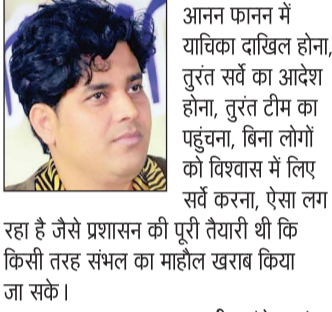 आनन फानन में
याचिका दाखिल होना,
तुरंत सर्वे का आदेश
होना, तुरंत टीम का
पहुंचना, बिना लोगों
को विश्वास में लिए
सर्वे करना, ऐसा लग
रहा है जैसे प्रशासन की पूरी तैयारी थी कि
किसी तरह संभल का माहौल खराब किया
जा सके।